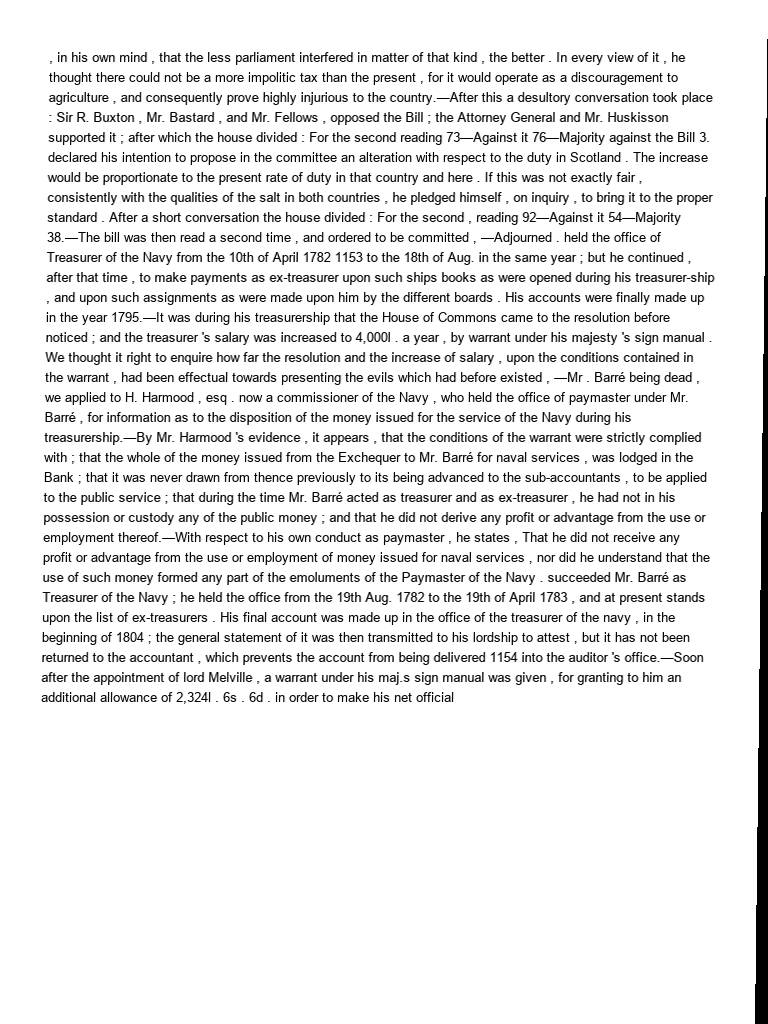 , in his own mind , that the less parliament interfered in matter of that kind , the better . In every view of it , he
thought there could not be a more impolitic tax than the present , for it would operate as a discouragement to
agriculture , and consequently prove highly injurious to the country.—After this a desultory conversation took place
: Sir R. Buxton , Mr. Bastard , and Mr. Fellows , opposed the Bill ; the Attorney General and Mr. Huskisson
supported it ; after which the house divided : For the second reading 73—Against it 76—Majority against the Bill 3.
declared his intention to propose in the committee an alteration with respect to the duty in Scotland . The increase
would be proportionate to the present rate of duty in that country and here . If this was not exactly fair ,
consistently with the qualities of the salt in both countries , he pledged himself , on inquiry , to bring it to the proper
standard . After a short conversation the house divided : For the second , reading 92—Against it 54—Majority
38.—The bill was then read a second time , and ordered to be committed , —Adjourned . held the office of
Treasurer of the Navy from the 10th of April 1782 1153 to the 18th of Aug. in the same year ; but he continued ,
after that time , to make payments as ex-treasurer upon such ships books as were opened during his treasurer-ship
, and upon such assignments as were made upon him by the different boards . His accounts were finally made up
in the year 1795.—It was during his treasurership that the House of Commons came to the resolution before
noticed ; and the treasurer 's salary was increased to 4,000l . a year , by warrant under his majesty 's sign manual .
We thought it right to enquire how far the resolution and the increase of salary , upon the conditions contained in
the warrant , had been effectual towards presenting the evils which had before existed , —Mr . Barré being dead ,
we applied to H. Harmood , esq . now a commissioner of the Navy , who held the office of paymaster under Mr.
Barré , for information as to the disposition of the money issued for the service of the Navy during his
treasurership.—By Mr. Harmood 's evidence , it appears , that the conditions of the warrant were strictly complied
with ; that the whole of the money issued from the Exchequer to Mr. Barré for naval services , was lodged in the
Bank ; that it was never drawn from thence previously to its being advanced to the sub-accountants , to be applied
to the public service ; that during the time Mr. Barré acted as treasurer and as ex-treasurer , he had not in his
possession or custody any of the public money ; and that he did not derive any profit or advantage from the use or
employment thereof.—With respect to his own conduct as paymaster , he states , That he did not receive any
profit or advantage from the use or employment of money issued for naval services , nor did he understand that the
use of such money formed any part of the emoluments of the Paymaster of the Navy . succeeded Mr. Barré as
Treasurer of the Navy ; he held the office from the 19th Aug. 1782 to the 19th of April 1783 , and at present stands
upon the list of ex-treasurers . His final account was made up in the office of the treasurer of the navy , in the
beginning of 1804 ; the general statement of it was then transmitted to his lordship to attest , but it has not been
returned to the accountant , which prevents the account from being delivered 1154 into the auditor 's office.—Soon
after the appointment of lord Melville , a warrant under his maj.s sign manual was given , for granting to him an
additional allowance of 2,324l . 6s . 6d . in order to make his net official